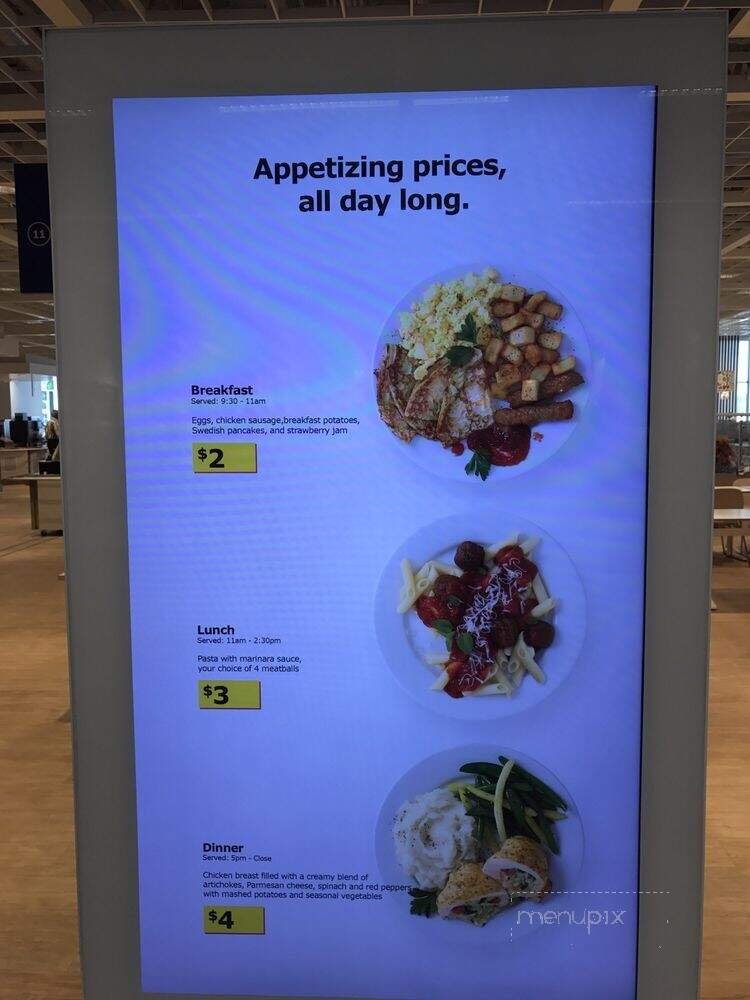 Appetizing prices,
all day long.
11
Breakfast
Served: 9:30 - 11am
Eggs, chicken sausage,breakfast potatoes,
Swedish pancakes, and strawberry jam
$2
Lunch
Served: 11am - 2:30pm
Pasta with marinara sauce,
your choice of 4 meatballs
$3
Dinner
Served: 5pm - Close
Chicken breast filled with a creamy blend of
artichokes, Parmesan cheese, spinach and red peppers
with mashed potatoes and seasonal vegetables
$4
menupix